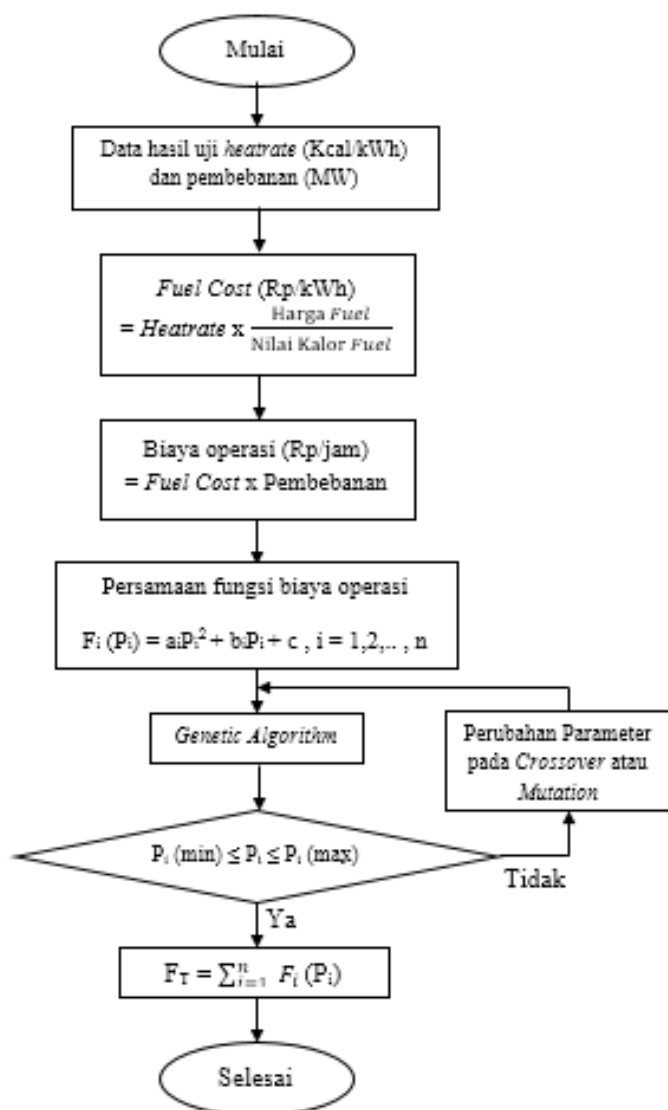 Mulai
Data hasil uji heatrate (Kcal/kWh)
dan pembebanan (MW)
Fuel Cost (Rp/kWh)
= Heatrate x Harga Fuel / Nilai Kalor Fuel
Biaya operasi (Rp/jam)
= Fuel Cost x Pembebanan
Persamaan fungsi biaya operasi
Fᵢ (Pᵢ) = aᵢPᵢ² + bᵢPᵢ + c , i = 1,2,.. , n
Genetic Algorithm
Perubahan Parameter
pada Crossover atau
Mutation
Pᵢ (min) ≤ Pᵢ ≤ Pᵢ (max)
Tidak
Ya
F_T = ∑ⁿᵢ₌₁ Fᵢ (Pᵢ)
Selesai